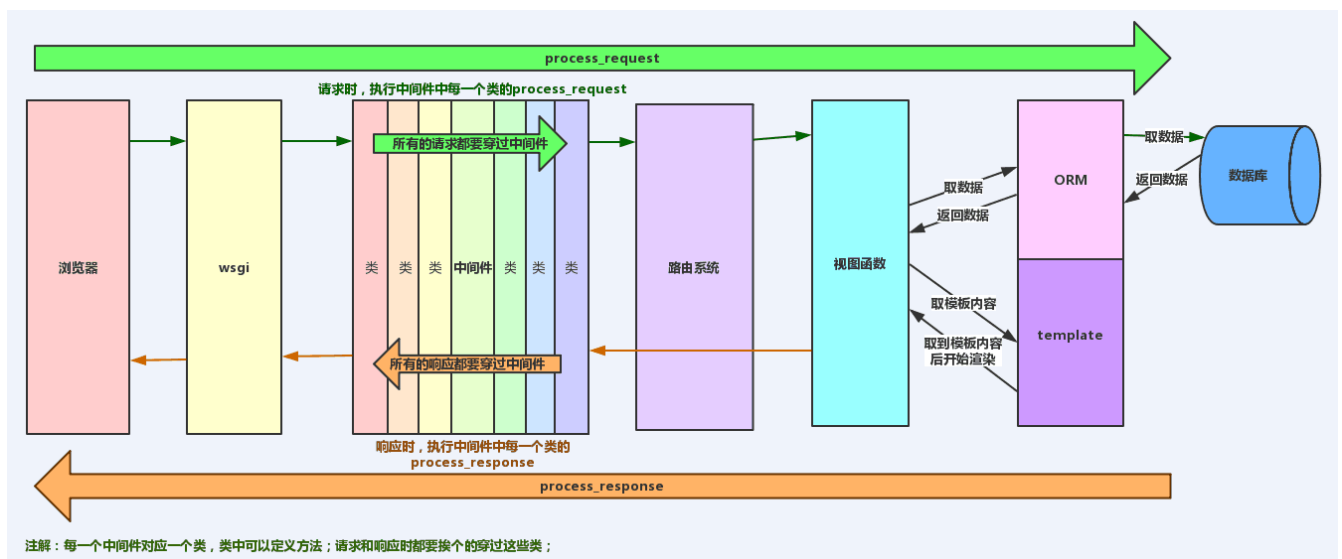 process_request
请求时，执行中间件中每一个类的process_request
所有的请求都要穿过中间件
取数据
数据库
返回数据
ORM
取数据
返回数据
浏览器
wsgi
类
类
类
中间件
类
类
类
路由系统
视图函数
取模板内容
template
取到模板内容
后开始渲染
所有的响应都要穿过中间件
响应时，执行中间件中每一个类的
process_response
process_response
注解：每一个中间件对应一个类，类中可以定义方法；请求和响应时都要挨个的穿过这些类；